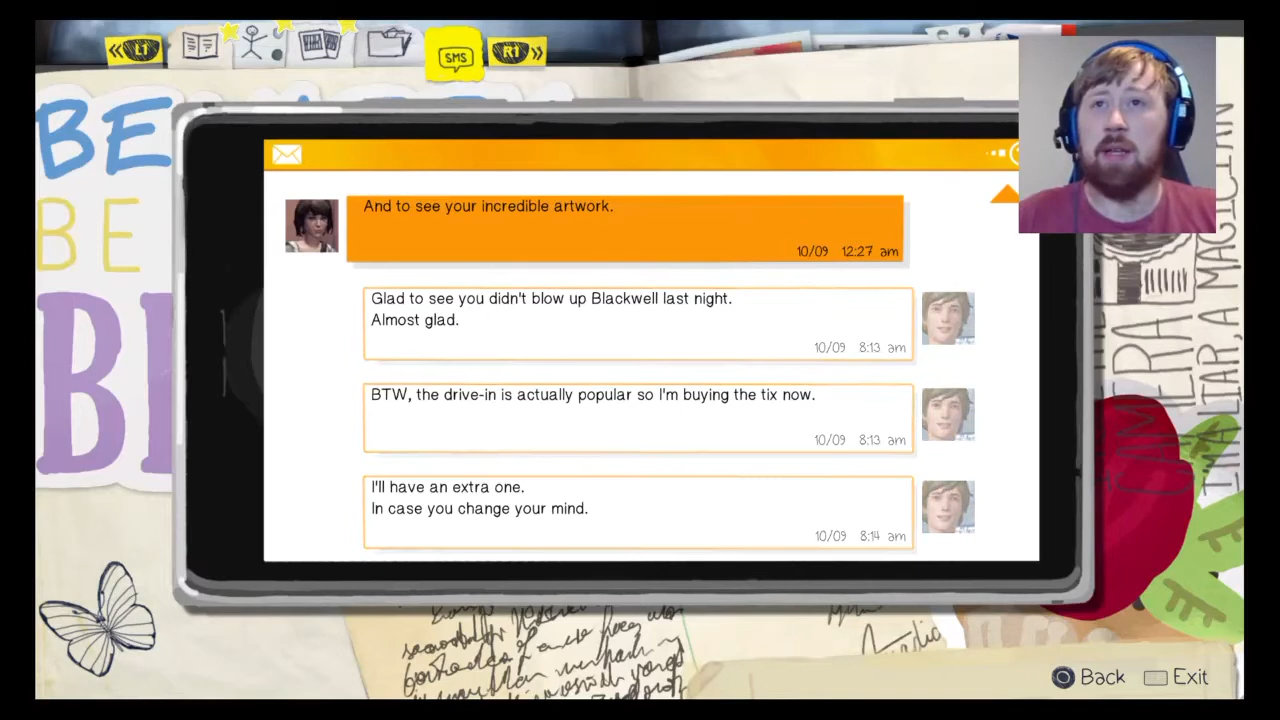 L1
SMS
R1
BE
BE
And to see your incredible artwork.
10/09 12:27 am
Glad to see you didn't blow up Blackwell last night.
Almost glad.
10/09 8:13 am
BTW, the drive-in is actually popular so I'm buying the tix now.
10/09 8:13 am
I'll have an extra one.
In case you change your mind.
10/09 8:14 am
CAMERA
I'M A LIAR, A MAGICIAN
Back
Exit